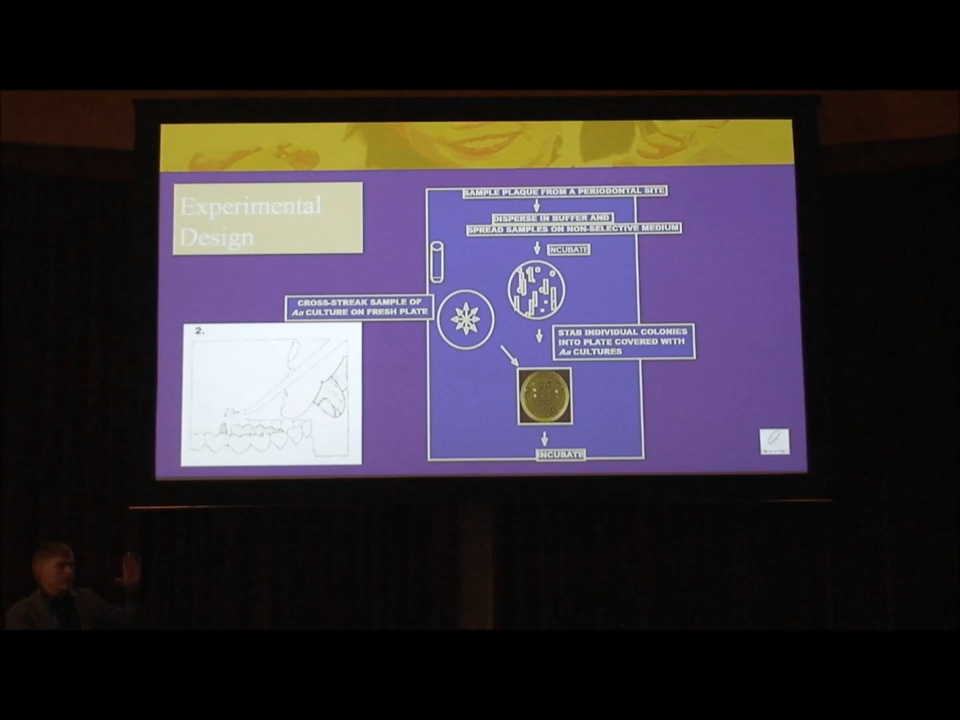 Experimental
Design
SAMPLE PLAQUE FROM A PERIODONTAL SITE
DISPERSE IN BUFFER AND
SPREAD SAMPLES ON NON-SELECTIVE MEDIUM
INCUBATE
CROSS-STREAK SAMPLE OF
Aa CULTURE ON FRESH PLATE
STAB INDIVIDUAL COLONIES
INTO PLATE COVERED WITH
Aa CULTURES
2.
INCUBATE